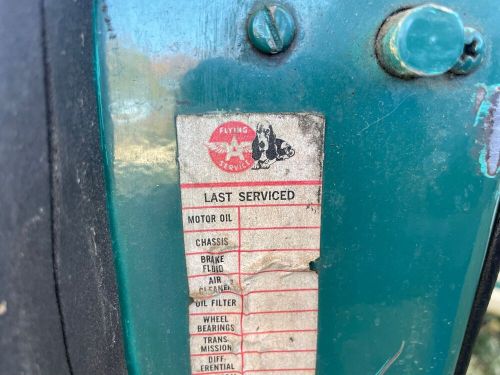 FLYING
A
SERVICE
LAST SERVICED
MOTOR OIL
CHASSIS
BRAKE
FLUID
AIR
CLEANER
OIL FILTER
WHEEL
BEARINGS
TRANS
MISSION
DIFF
ERENTIAL